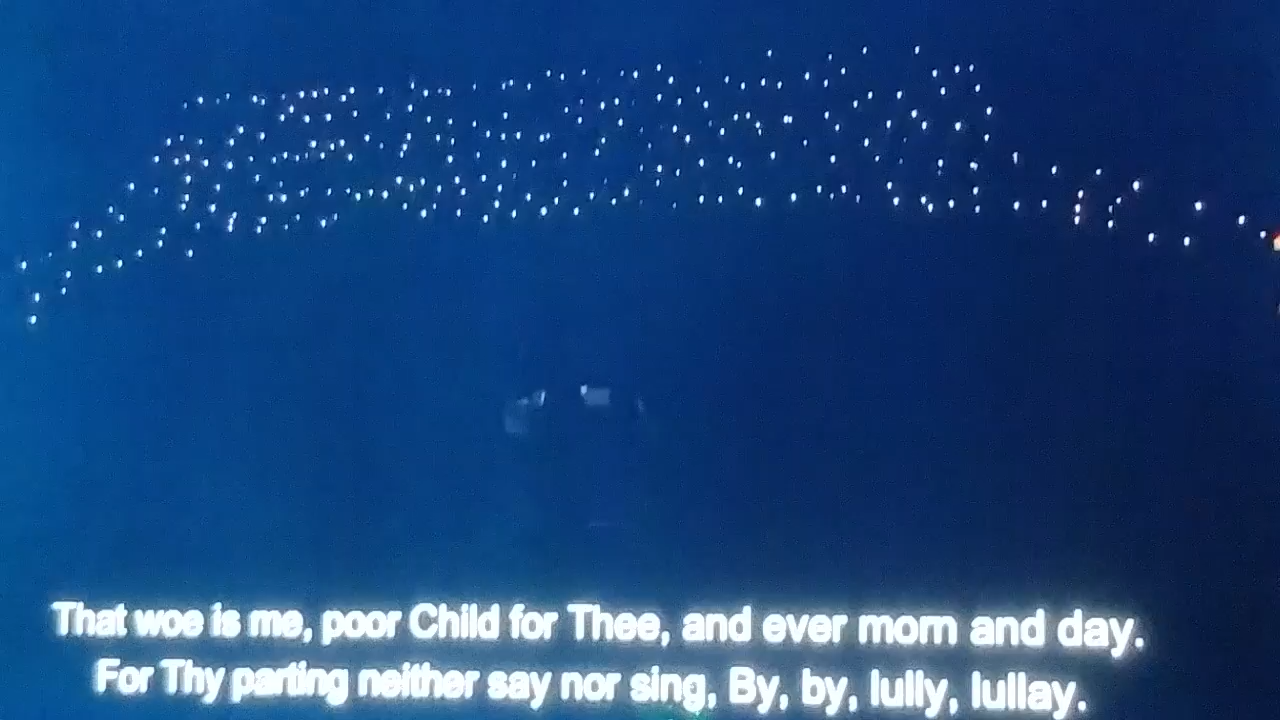 That woe is me, poor Child for Thee, and ever morn and day.
For Thy parting neither say nor sing, By, by, lully, lullay.